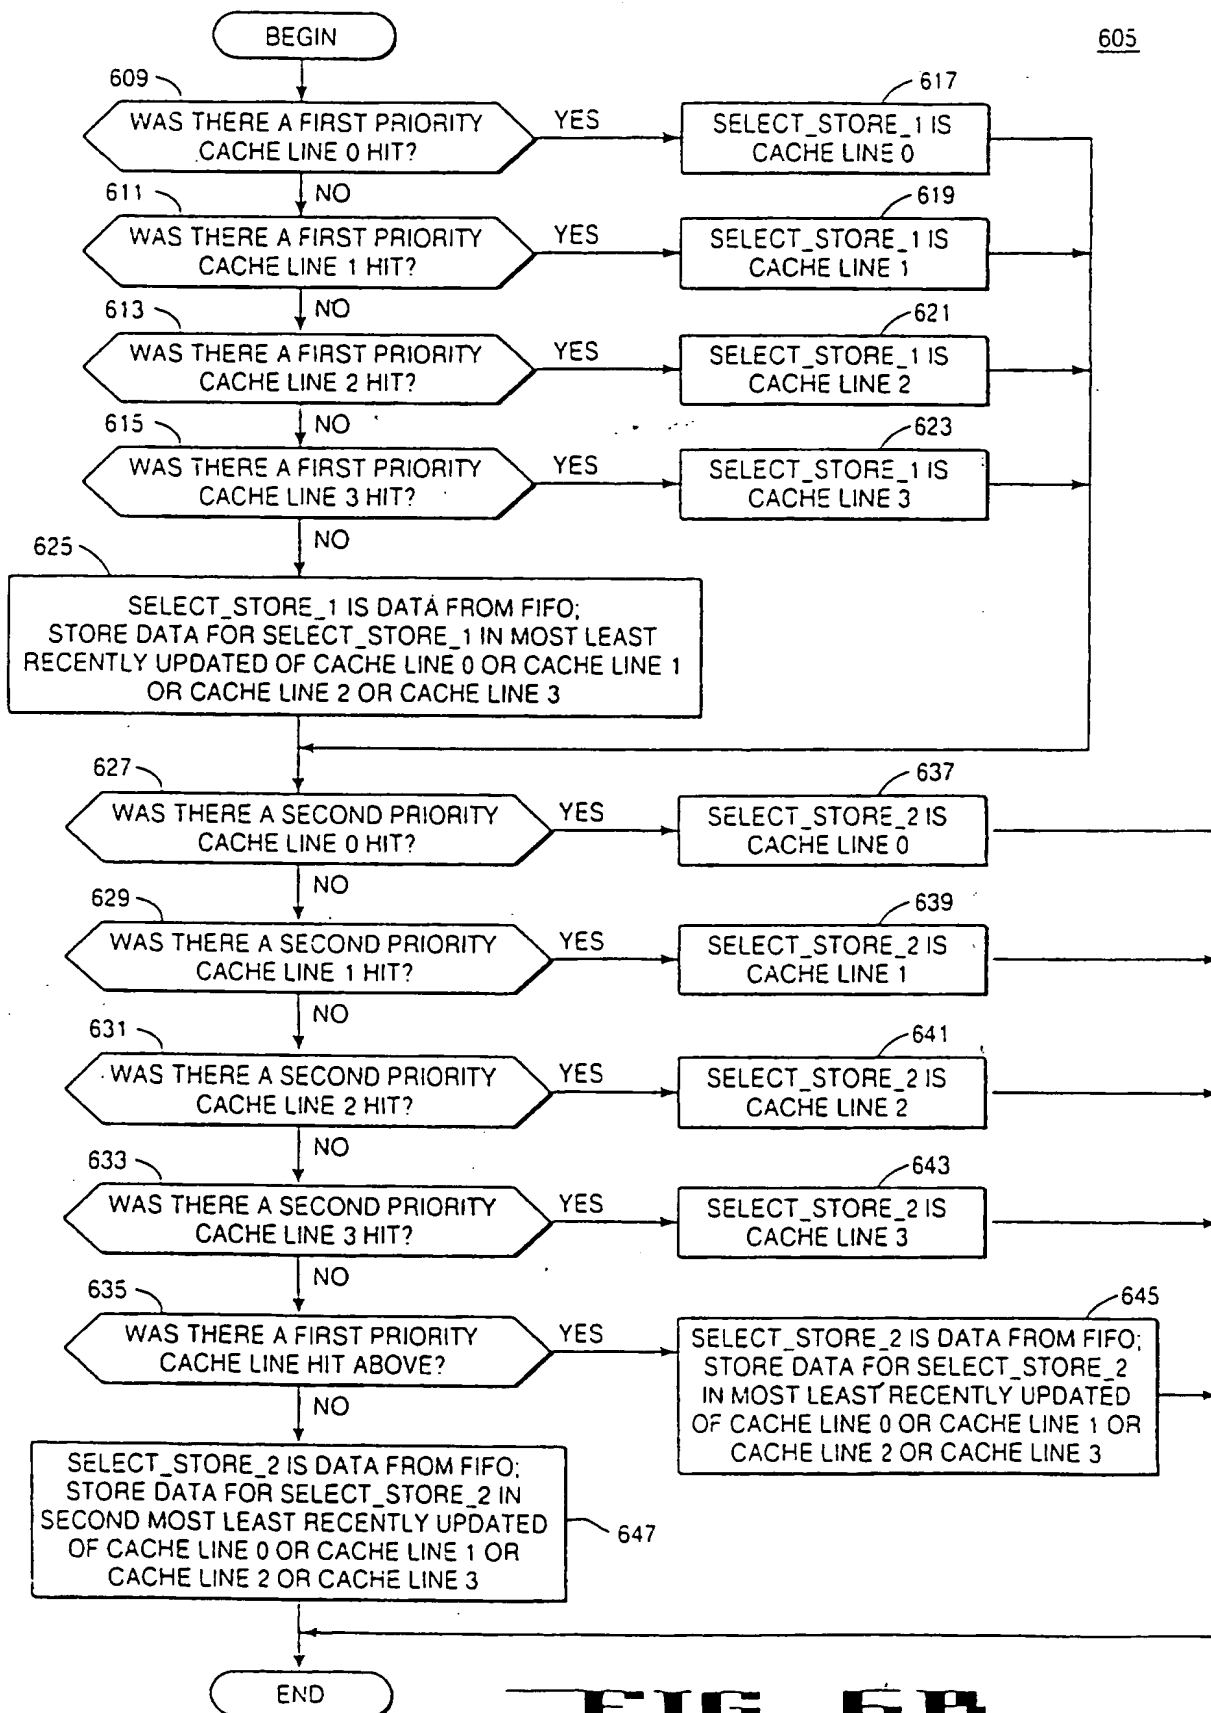 BEGIN
605
609
WAS THERE A FIRST PRIORITY
CACHE LINE 0 HIT?
YES
617
SELECT_STORE_1 IS
CACHE LINE 0
NO
611
WAS THERE A FIRST PRIORITY
CACHE LINE 1 HIT?
YES
619
SELECT_STORE_1 IS
CACHE LINE 1
NO
613
WAS THERE A FIRST PRIORITY
CACHE LINE 2 HIT?
YES
621
SELECT_STORE_1 IS
CACHE LINE 2
NO
615
WAS THERE A FIRST PRIORITY
CACHE LINE 3 HIT?
YES
623
SELECT_STORE_1 IS
CACHE LINE 3
NO
625
SELECT_STORE_1 IS DATA FROM FIFO;
STORE DATA FOR SELECT_STORE_1 IN MOST LEAST
RECENTLY UPDATED OF CACHE LINE 0 OR CACHE LINE 1
OR CACHE LINE 2 OR CACHE LINE 3
627
WAS THERE A SECOND PRIORITY
CACHE LINE 0 HIT?
YES
637
SELECT_STORE_2 IS
CACHE LINE 0
NO
629
WAS THERE A SECOND PRIORITY
CACHE LINE 1 HIT?
YES
639
SELECT_STORE_2 IS
CACHE LINE 1
NO
631
WAS THERE A SECOND PRIORITY
CACHE LINE 2 HIT?
YES
641
SELECT_STORE_2 IS
CACHE LINE 2
NO
633
WAS THERE A SECOND PRIORITY
CACHE LINE 3 HIT?
YES
643
SELECT_STORE_2 IS
CACHE LINE 3
NO
635
WAS THERE A FIRST PRIORITY
CACHE LINE HIT ABOVE?
YES
645
SELECT_STORE_2 IS DATA FROM FIFO;
STORE DATA FOR SELECT_STORE_2
IN MOST LEAST RECENTLY UPDATED
OF CACHE LINE 0 OR CACHE LINE 1 OR
CACHE LINE 2 OR CACHE LINE 3
NO
SELECT_STORE_2 IS DATA FROM FIFO;
STORE DATA FOR SELECT_STORE_2 IN
SECOND MOST LEAST RECENTLY UPDATED
OF CACHE LINE 0 OR CACHE LINE 1 OR
CACHE LINE 2 OR CACHE LINE 3
647
END